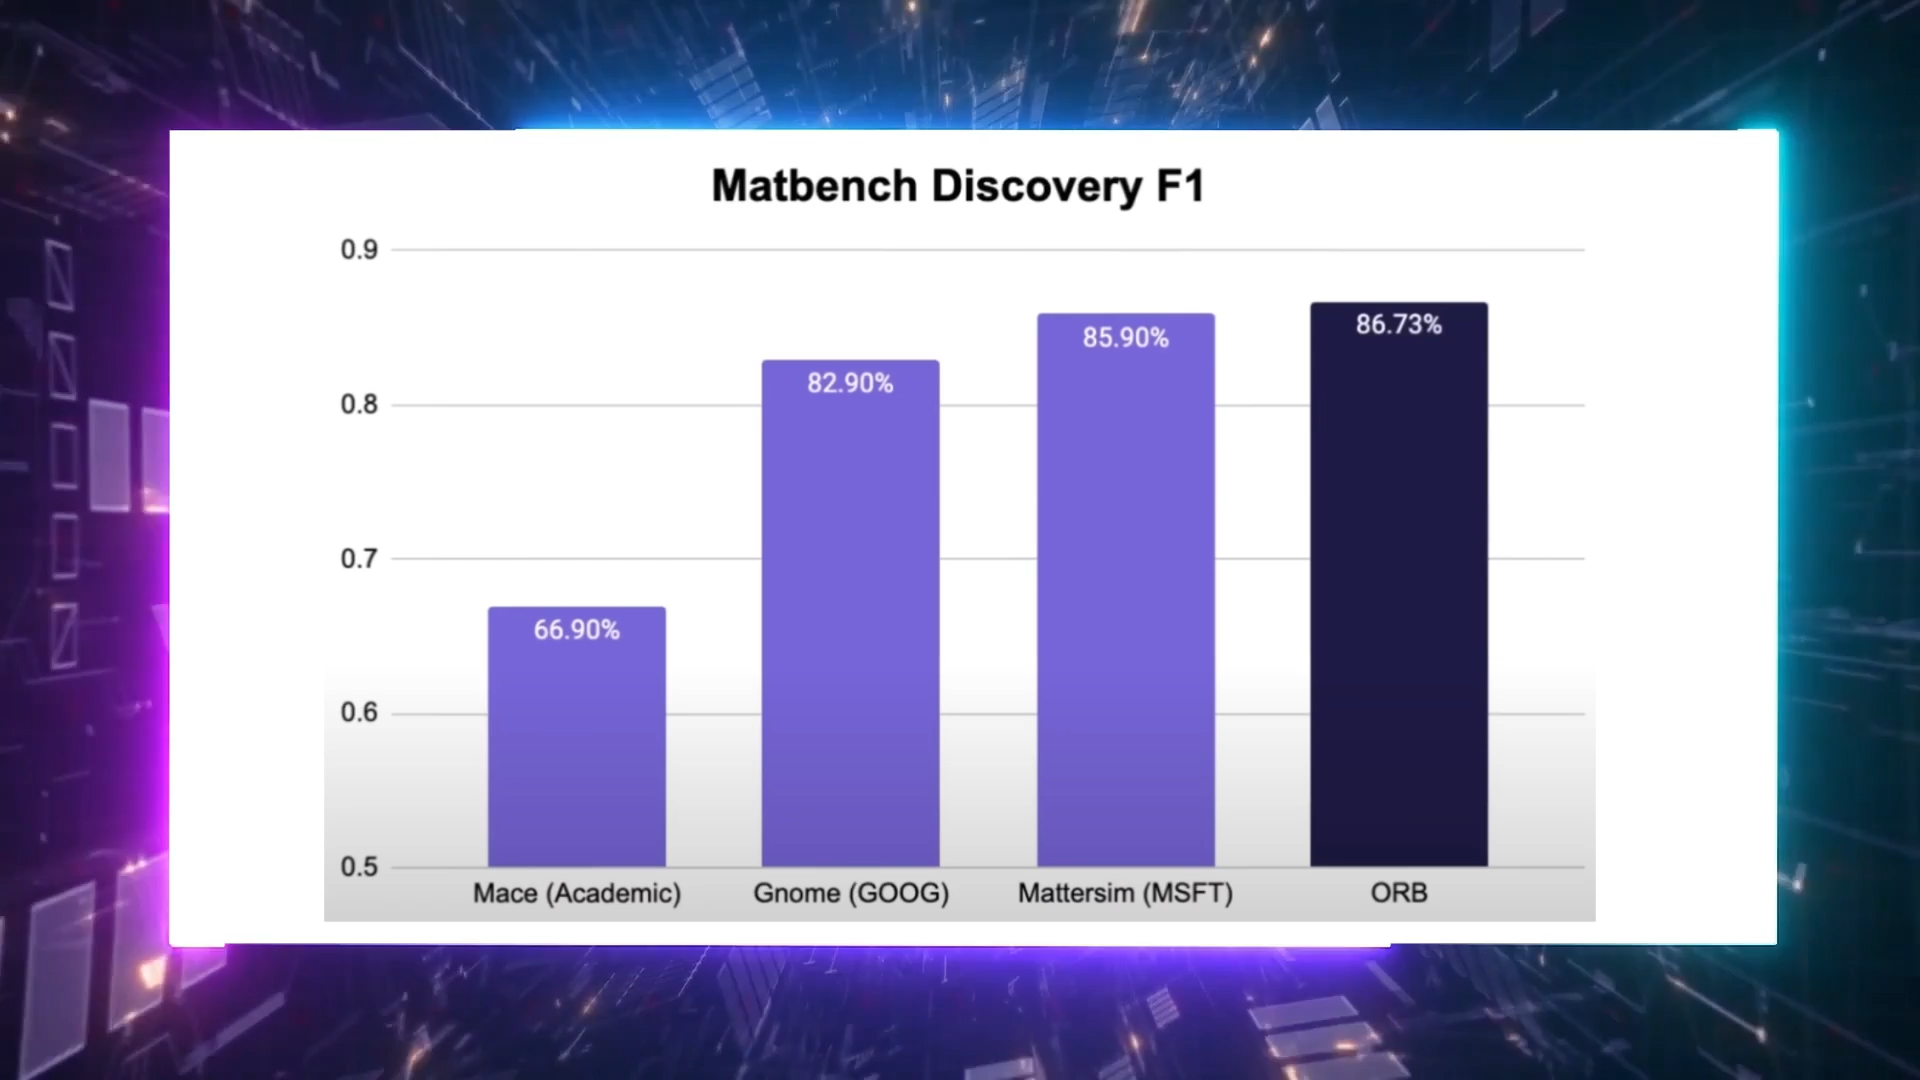 Matbench Discovery F1
0.9
86.73%
85.90%
82.90%
0.8
0.7
66.90%
0.6
0.5
Mace (Academic)
Gnome (GOOG)
Mattersim (MSFT)
ORB